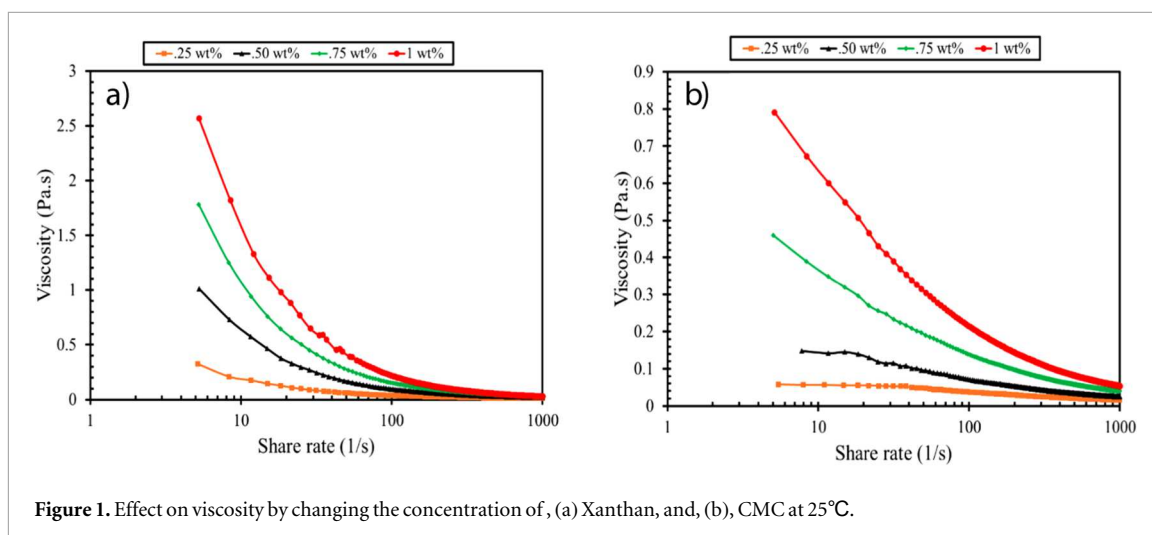 .25 wt% .50 wt% .75 wt% 1 wt%
a)
3
2.5
2
1.5
1
0.5
0
Viscosity (Pa.s)
1 10 100 1000
Share rate (1/s)
.25 wt% .50 wt% .75 wt% 1 wt%
b)
0.9
0.8
0.7
0.6
0.5
0.4
0.3
0.2
0.1
0
Viscosity (Pa.s)
1 10 100 1000
Share rate (1/s)
Figure 1. Effect on viscosity by changing the concentration of , (a) Xanthan, and, (b), CMC at 25℃.